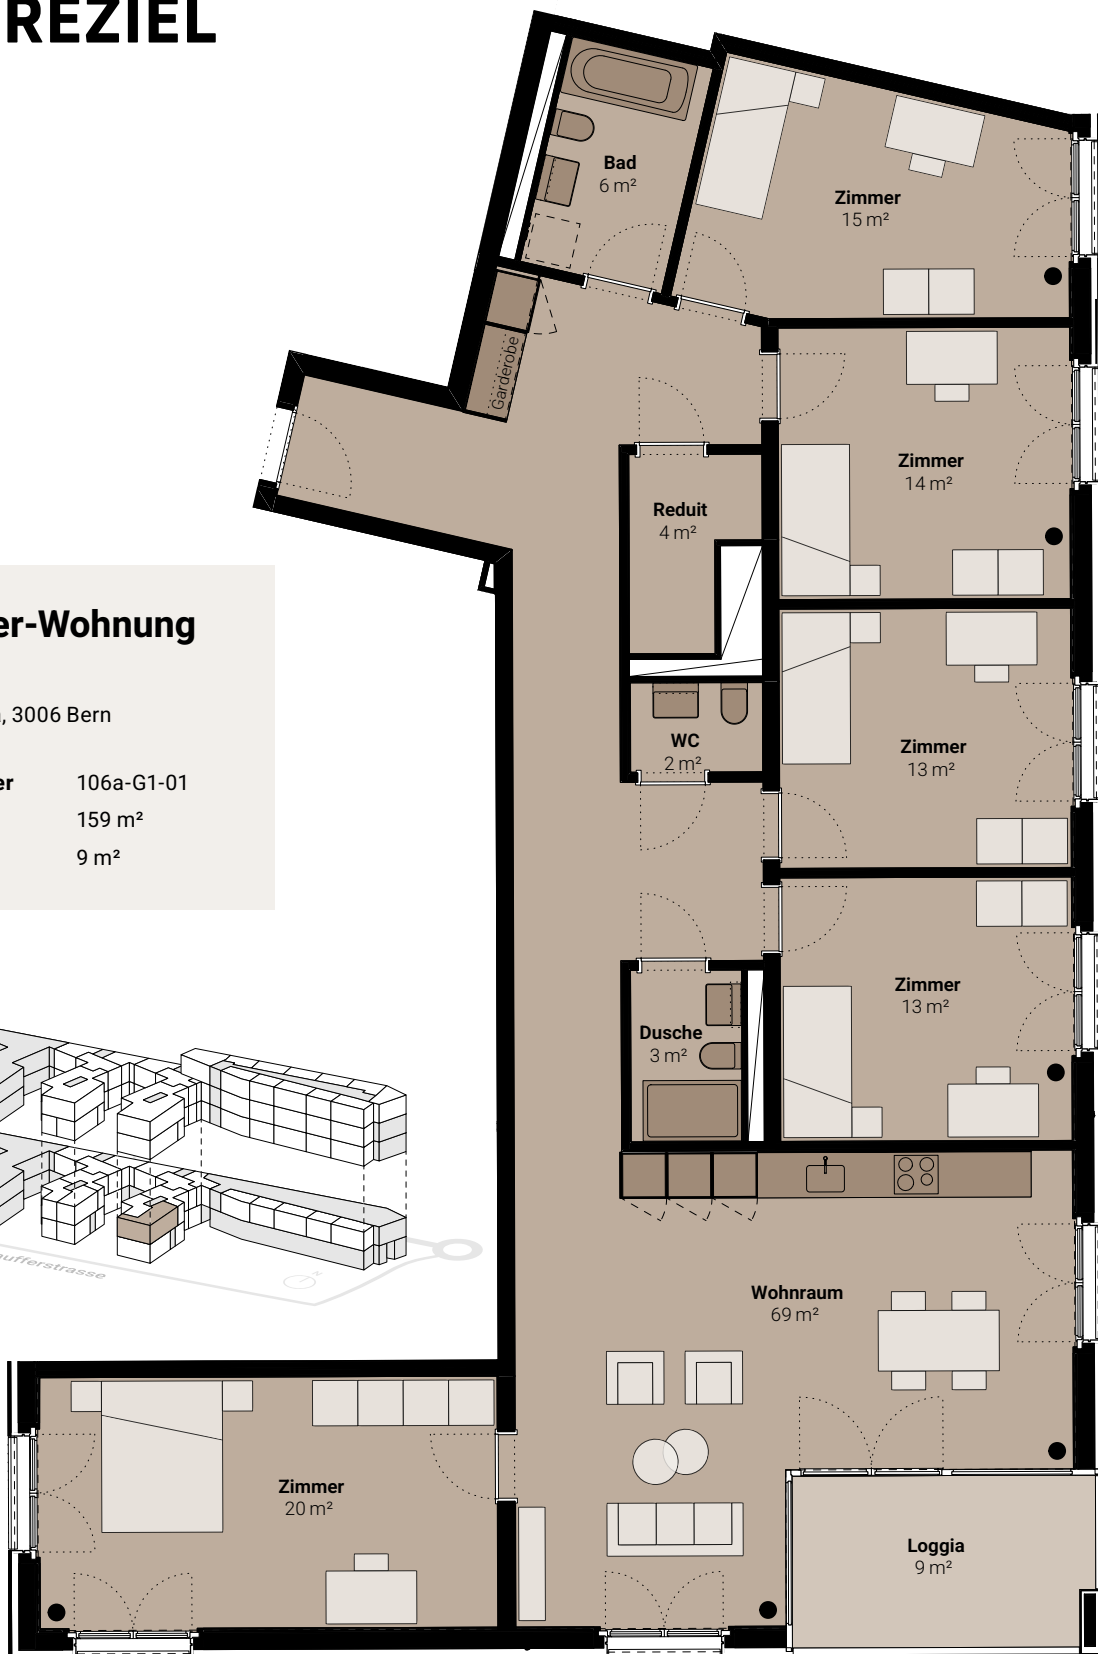 REZIEL
Bad
6 m²
Zimmer
15 m²
Garderobe
Zimmer
14 m²
Reduit
4 m²
er-Wohnung
, 3006 Bern
WC
2 m²
Zimmer
13 m²
er 106a-G1-01
159 m²
9 m²
Zimmer
13 m²
Dusche
3 m²
aufferstrasse
N
Wohnraum
69 m²
Zimmer
20 m²
Loggia
9 m²